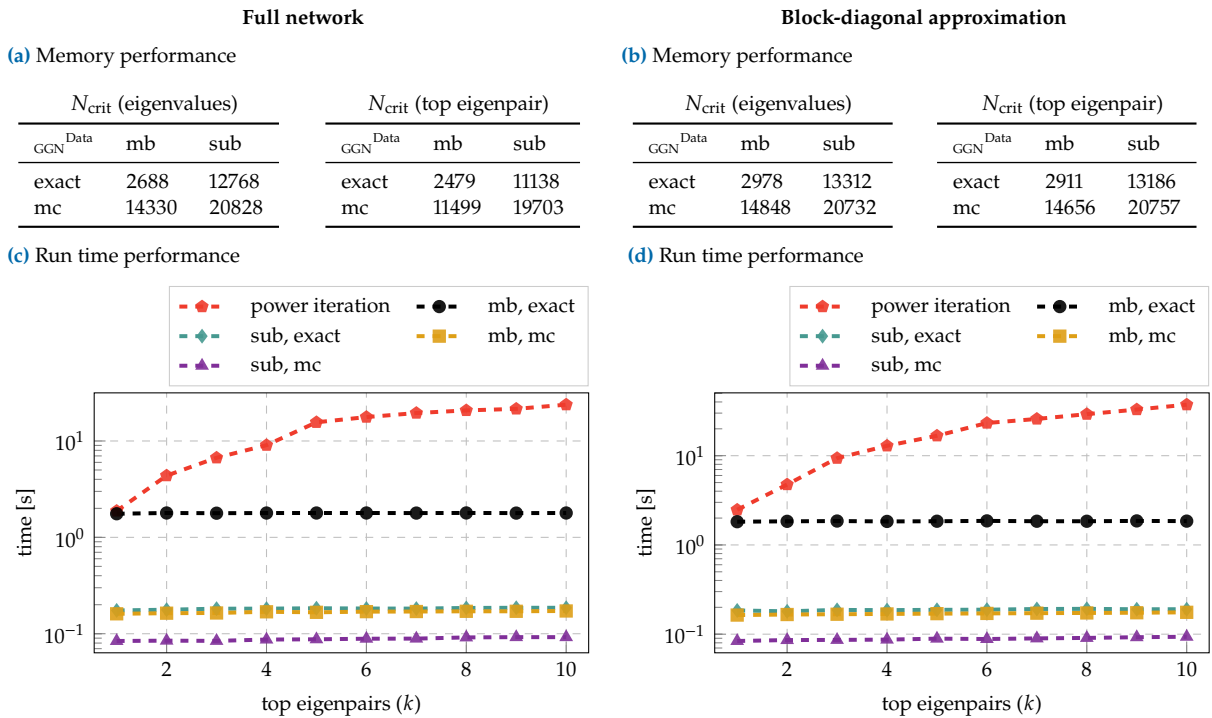 Full network
Block-diagonal approximation
(a) Memory performance
(b) Memory performance
N_crit (eigenvalues)
GGN^Data mb sub
exact 2688 12768
mc 14330 20828
N_crit (top eigenpair)
GGN^Data mb sub
exact 2479 11138
mc 11499 19703
N_crit (eigenvalues)
GGN^Data mb sub
exact 2978 13312
mc 14848 20732
N_crit (top eigenpair)
GGN^Data mb sub
exact 2911 13186
mc 14656 20757
(c) Run time performance
power iteration mb, exact
sub, exact mb, mc
sub, mc
10^1
10^0
10^-1
time [s]
2 4 6 8 10
top eigenpairs (k)
(d) Run time performance
power iteration mb, exact
sub, exact mb, mc
sub, mc
10^1
10^0
10^-1
time [s]
2 4 6 8 10
top eigenpairs (k)